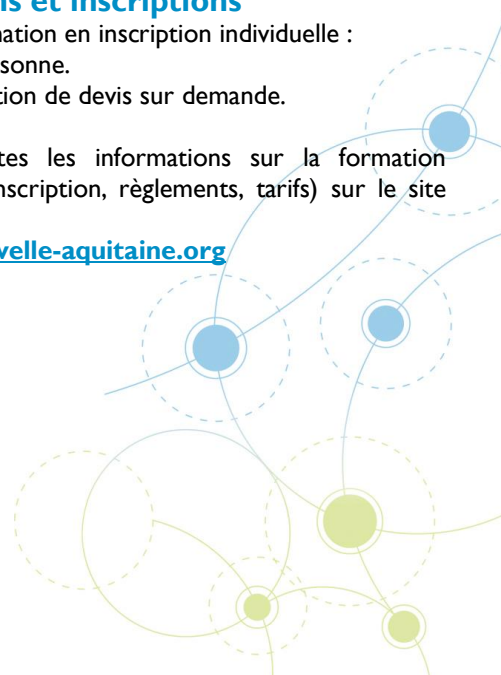 is et inscriptions
nation en inscription individuelle :
sonne.
tion de devis sur demande.
tes les informations sur la formation
nscription, règlements, tarifs) sur le site
velle-aquitaine.org